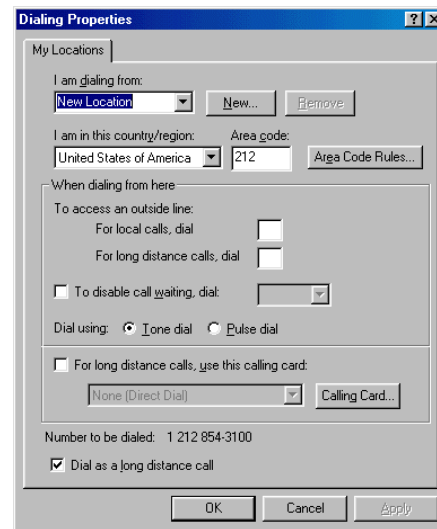 Dialing Properties
My Locations
I am dialing from:
New Location New... Remove
I am in this country/region: Area code:
United States of America 212 Area Code Rules...
When dialing from here
To access an outside line:
For local calls, dial
For long distance calls, dial
To disable call waiting, dial:
Dial using: Tone dial Pulse dial
For long distance calls, use this calling card:
None (Direct Dial) Calling Card...
Number to be dialed: 1 212 854-3100
Dial as a long distance call
OK Cancel Apply